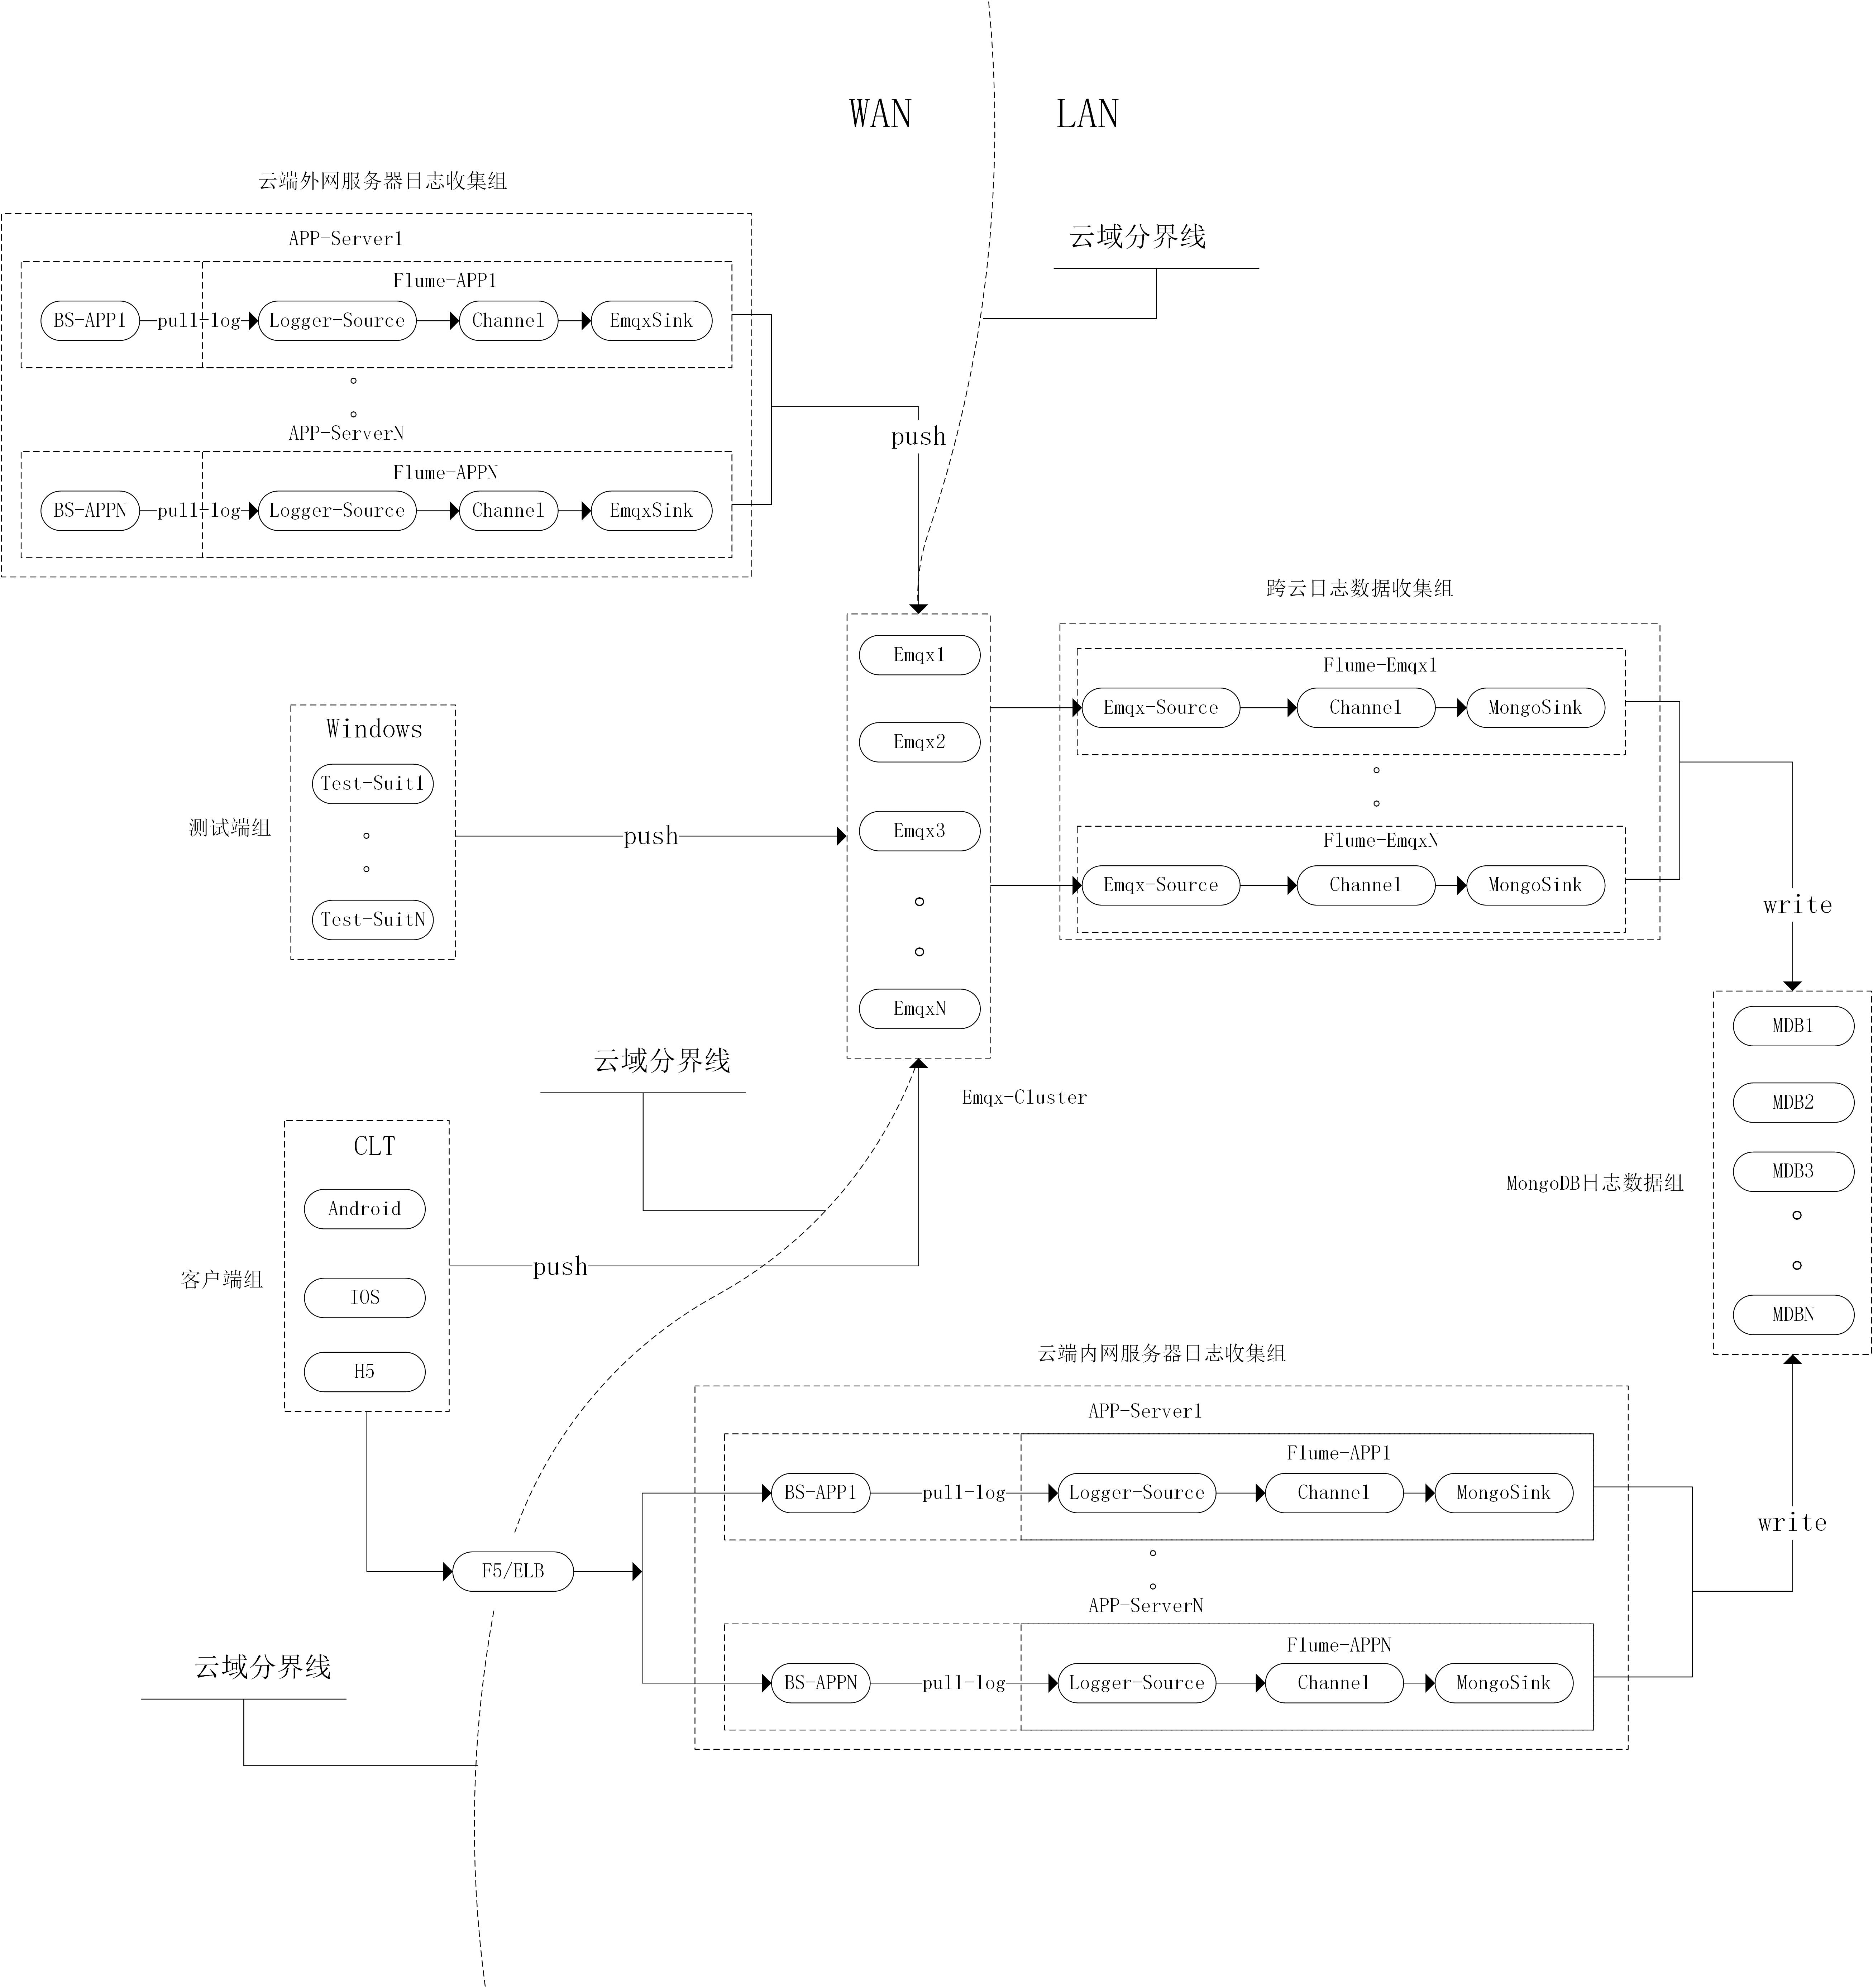 WAN
LAN
云端外网服务器日志收集组
云域分界线
APP-Server1
Flume-APP1
BS-APP1
pull-log
Logger-Source
Channel
EmqxSink
APP-ServerN
push
Flume-APPN
BS-APPN
pull-log
Logger-Source
Channel
EmqxSink
跨云日志数据收集组
Emqx1
Flume-Emqx1
Emqx-Source
Channel
MongoSink
Windows
Emqx2
Test-Suit1
测试端组
push
Emqx3
Flume-EmqxN
Emqx-Source
Channel
MongoSink
write
Test-SuitN
EmqxN
MDB1
云域分界线
Emqx-Cluster
MDB2
CLT
MDB3
MongoDB日志数据组
Android
客户端组
push
IOS
MDBN
H5
云端内网服务器日志收集组
APP-Server1
Flume-APP1
BS-APP1
pull-log
Logger-Source
Channel
MongoSink
write
F5/ELB
APP-ServerN
Flume-APPN
云域分界线
BS-APPN
pull-log
Logger-Source
Channel
MongoSink